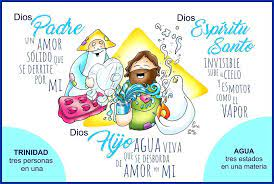 Dios
Padre
UN
AMOR
SÓLIDO QUE
SE DERRITE
POR
MÍ
Dios
Espíritu
Santo
INVISIBLE
SUBE AL CIELO
Y ES MOTOR
COMO EL
VAPOR
Dios
Hijo
AGUA VIVA
QUE SE DESBORDA
DE AMOR EN MÍ
TRINIDAD
tres personas
en una
AGUA
tres estados
en una materia